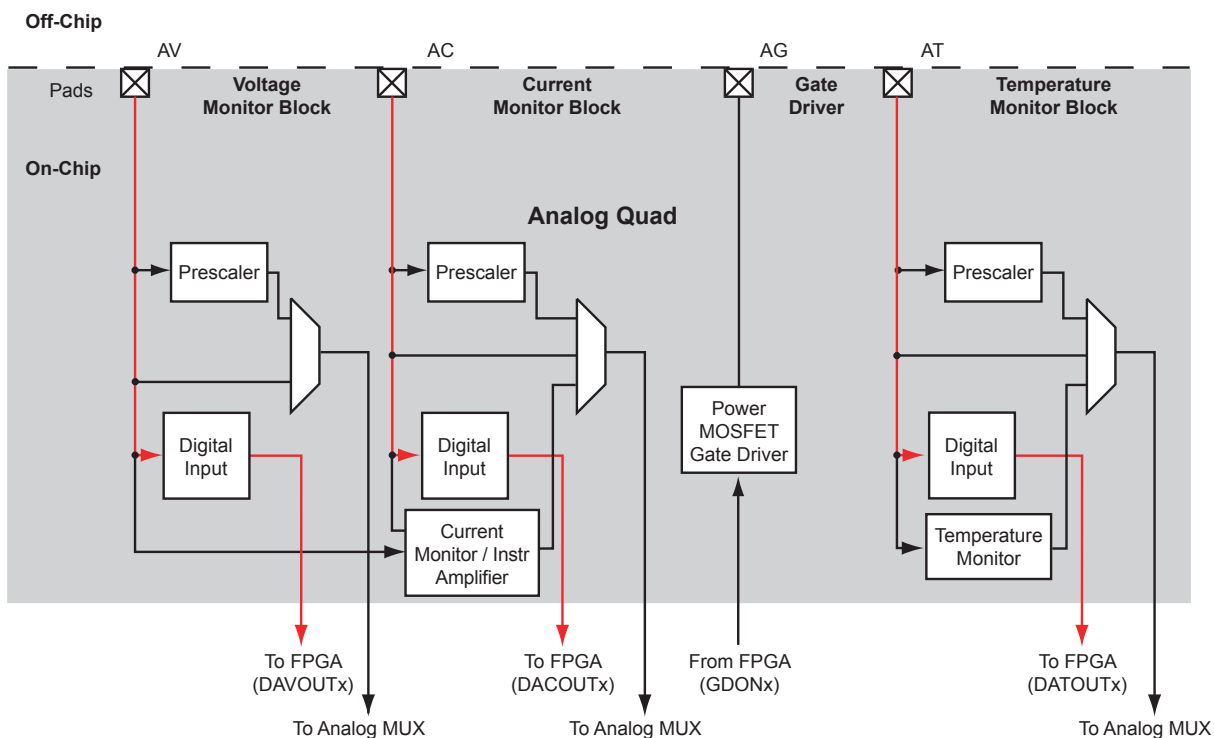 Off-Chip
AV
AC
AG
AT
Pads
Voltage
Monitor Block
Current
Monitor Block
Gate
Driver
Temperature
Monitor Block
On-Chip
Analog Quad
Prescaler
Prescaler
Prescaler
Digital
Input
Digital
Input
Power
MOSFET
Gate Driver
Digital
Input
Current
Monitor / Instr
Amplifier
Temperature
Monitor
To FPGA
(DAVOUTx)
To FPGA
(DACOUTx)
From FPGA
(GDONx)
To FPGA
(DATOUTx)
To Analog MUX
To Analog MUX
To Analog MUX